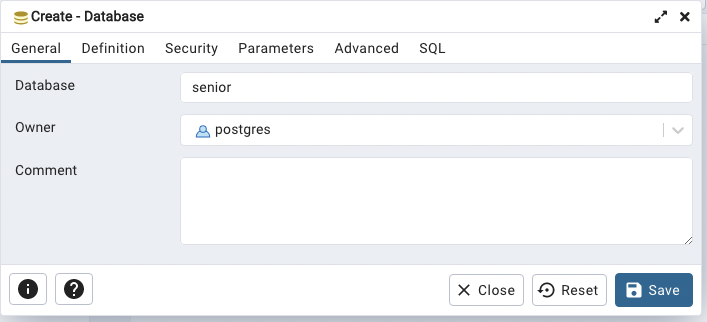 Create - Database
General Definition Security Parameters Advanced SQL
Database senior
Owner postgres
Comment
Close Reset Save